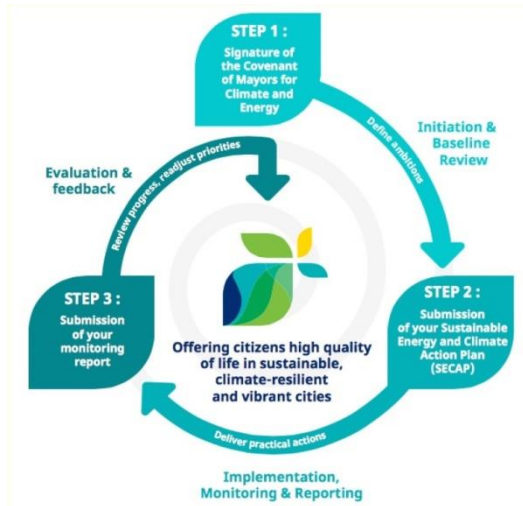 STEP 1 :
Signature of
the Covenant
of Mayors for
Climate and
Energy
Define ambitions
Initiation &
Baseline
Review
STEP 2 :
Submission
of your Sustainable
Energy and Climate
Action Plan
(SECAP)
Deliver practical actions
Implementation,
Monitoring & Reporting
STEP 3 :
Submission
of your
monitoring
report
Review progress, readjust priorities
Evaluation &
feedback
Offering citizens high quality
of life in sustainable,
climate-resilient
and vibrant cities